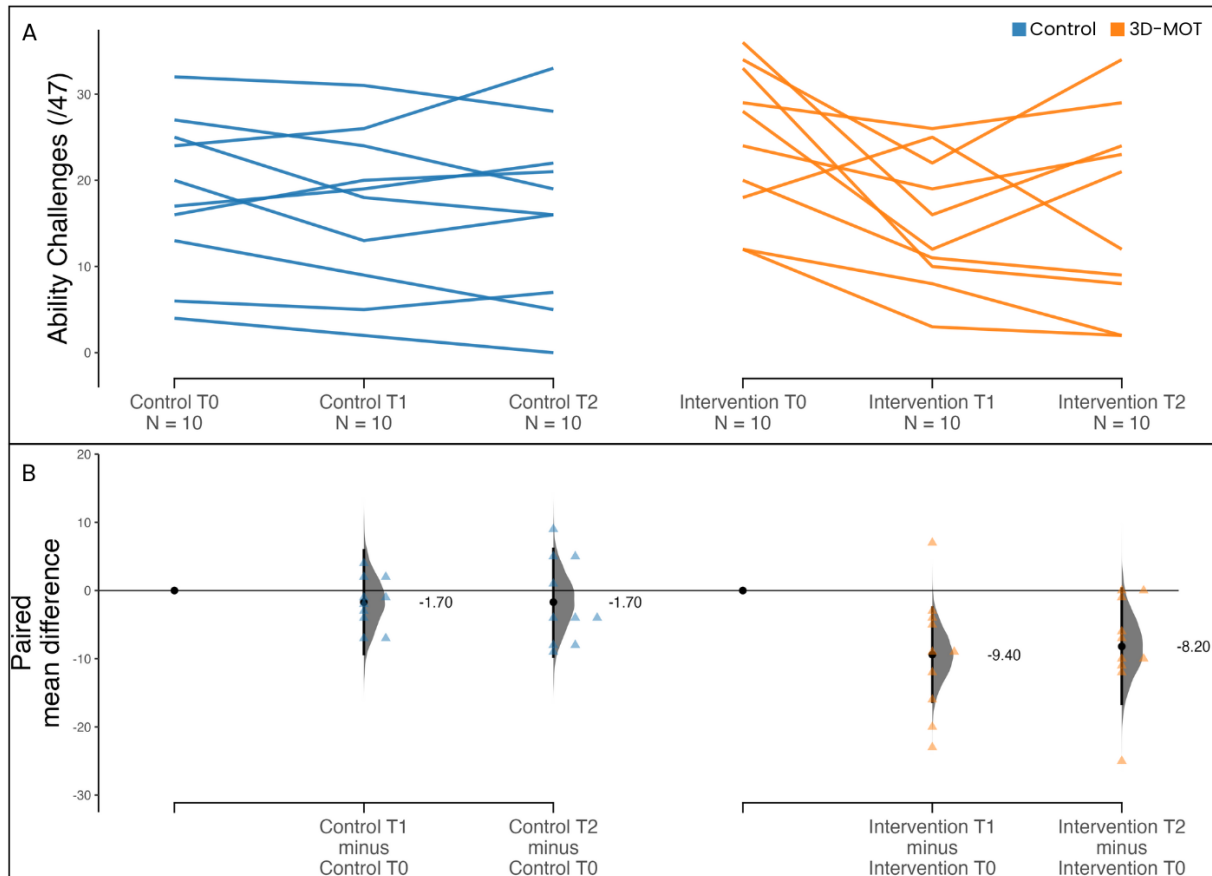 A
Control 3D-MOT
Ability Challenges (/47)
30
20
10
0
Control T0
N = 10
Control T1
N = 10
Control T2
N = 10
Intervention T0
N = 10
Intervention T1
N = 10
Intervention T2
N = 10
B
Paired
mean difference
20
10
0
-10
-20
-30
-1.70
-1.70
-9.40
-8.20
Control T1
minus
Control T0
Control T2
minus
Control T0
Intervention T1
minus
Intervention T0
Intervention T2
minus
Intervention T0